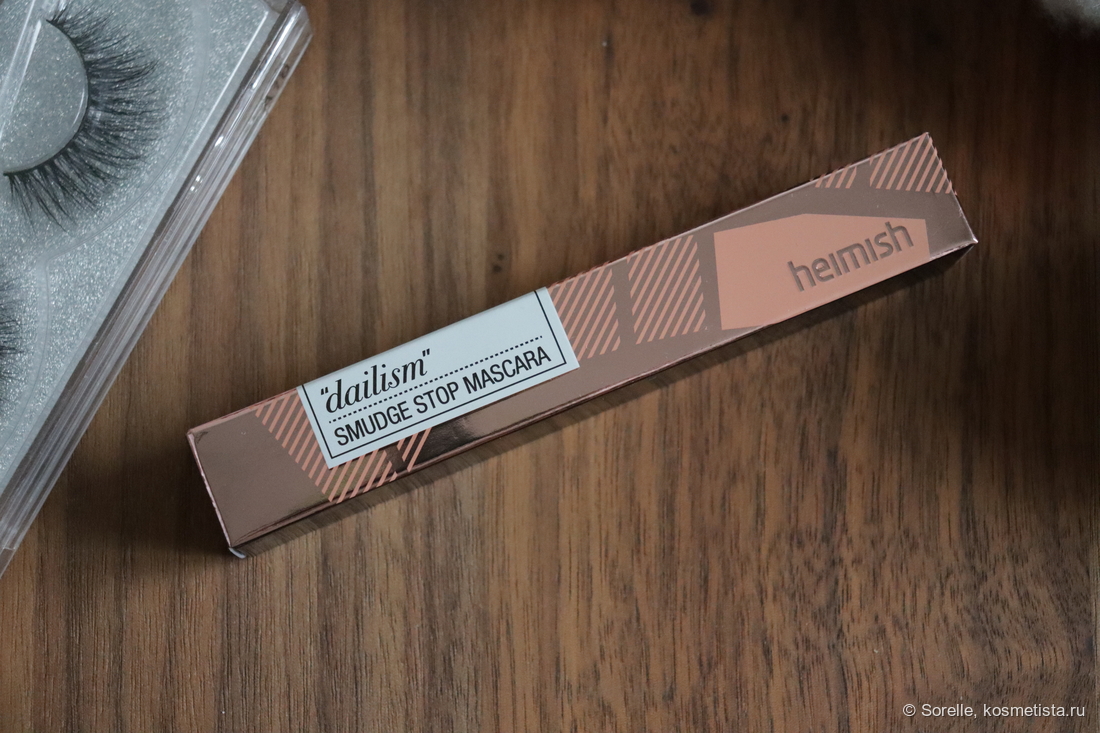 "dailism"
SMUDGE STOP MASCARA
heimish
© Sorelle, kosmetista.ru